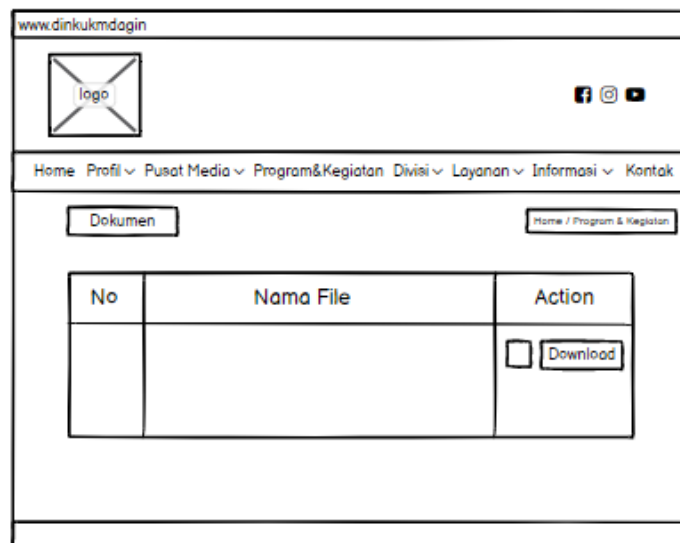 www.dinkukmdagin
logo
Home Profil Pusat Media Program&Kegiatan Divisi Layanan Informasi Kontak
Dokumen
Home / Program & Kegiatan
No Nama File Action
Download